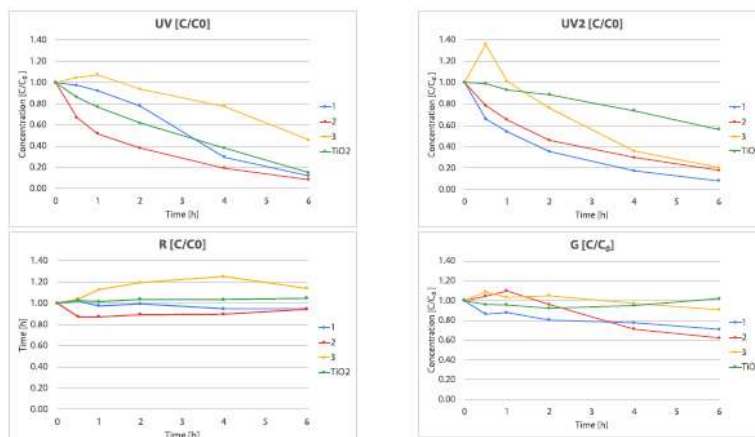 UV [C/C0]
Concentration [C/C₀ ]
1.40
1.20
1.00
0.80
0.60
0.40
0.20
0.00
0 1 2 3 4 5 6
Time [h]
1
2
3
TiO2
UV2 [C/C0]
Concentration [C/C₀ ]
1.40
1.20
1.00
0.80
0.60
0.40
0.20
0.00
0 1 2 3 4 5 6
Time [h]
1
2
3
TiO2
R [C/C0]
Time [h]
1.40
1.20
1.00
0.80
0.60
0.40
0.20
0.00
0 1 2 3 4 5 6
Time [h]
1
2
3
TiO2
G [C/C₀]
Concentration [C/C₀ ]
1.40
1.20
1.00
0.80
0.60
0.40
0.20
0.00
0 1 2 3 4 5 6
Time [h]
1
2
3
TiO2